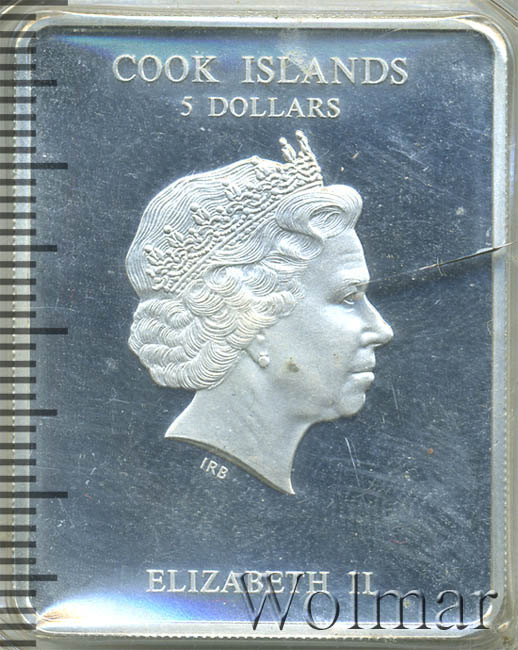 COOK ISLANDS
5 DOLLARS
IRB
ELIZABETH II
Wolmar